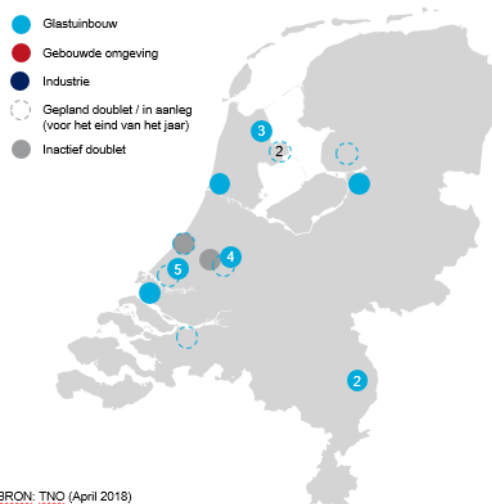 Glastuinbouw
Gebouwde omgeving
Industrie
Gepland doublet / in aanleg
(voor het eind van het jaar)
Inactief doublet
3
2
4
5
2
BRON: TNO (April 2018)